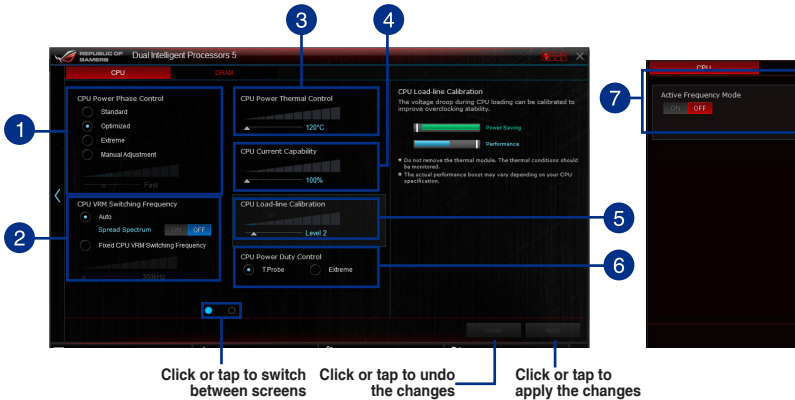 3
4
REPUBLIC OF
GAMERS
Dual Intelligent Processors 5
CPU
DRAM
1
CPU Power Phase Control
Standard
Optimized
Extreme
Manual Adjustment
Fast
2
CPU VRM Switching Frequency
Auto
Spread Spectrum
ON OFF
Fixed CPU VRM Switching Frequency
300kHz
CPU Power Thermal Control
120°C
CPU Current Capability
100%
CPU Load-line Calibration
Level 2
5
CPU Power Duty Control
T.Probe
Extreme
6
CPU Load-line Calibration
The voltage droop during CPU loading can be calibrated to
improve overclocking stability.
Power Saving
Performance
* Do not remove the thermal module. The thermal conditions should
be monitored.
* The actual performance boost may vary depending on your CPU
specification.
Undo
Apply
7
CPU
Active Frequency Mode
ON OFF
Click or tap to switch
between screens
Click or tap to undo
the changes
Click or tap to
apply the changes